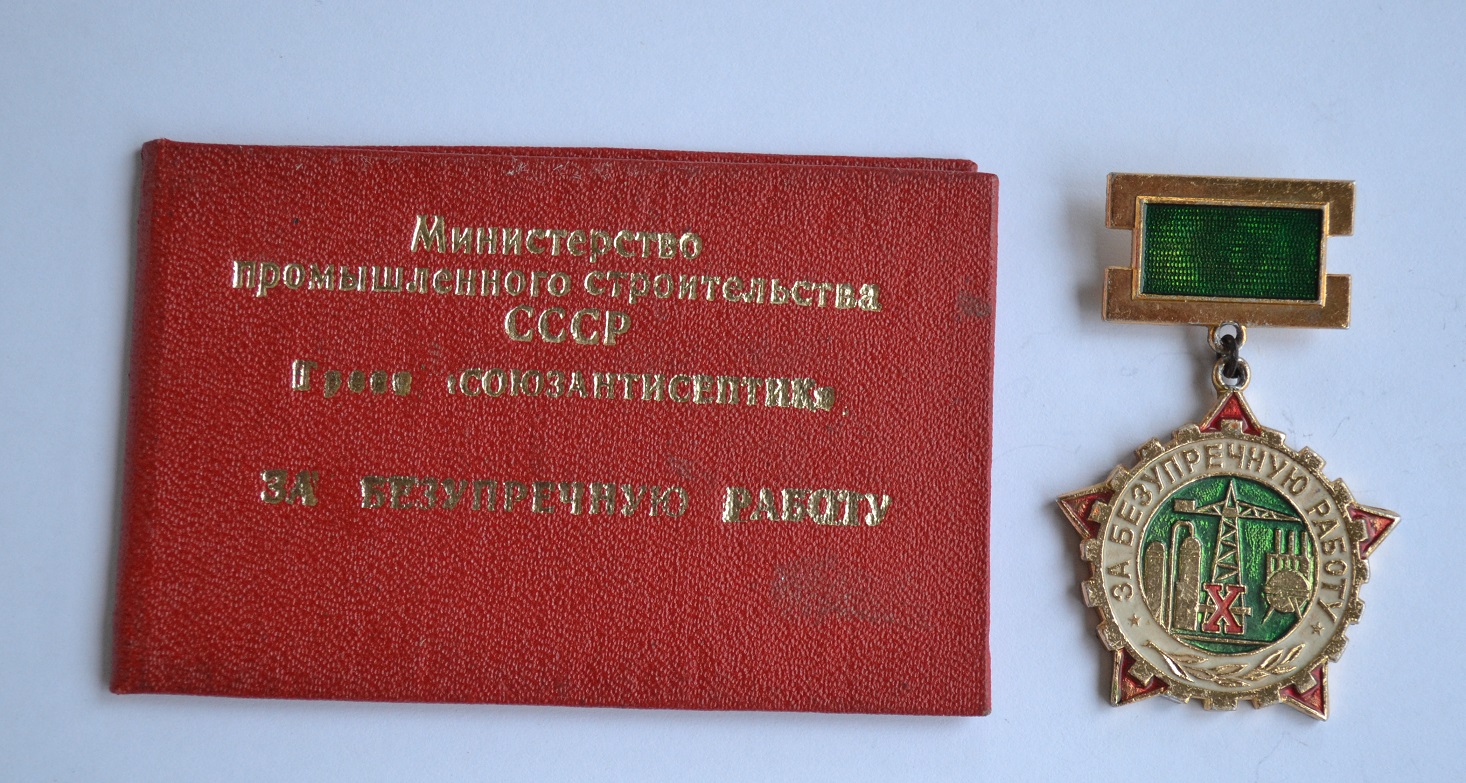 Министерство
промышленного строительства
СССР
Трест «СОЮЗАНТИСЕПТИК»
ЗА БЕЗУПРЕЧНУЮ РАБОТУ
ЗА БЕЗУПРЕЧНУЮ РАБОТУ
X